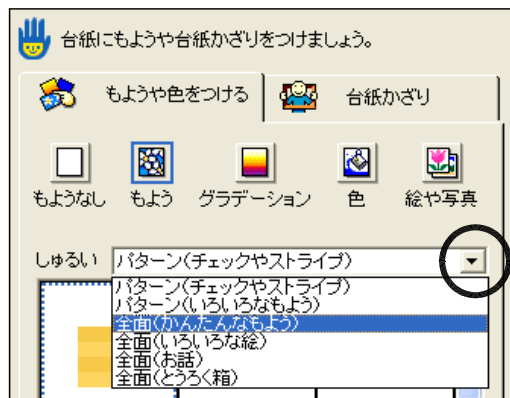 台紙にもようや台紙かざりをつけましょう。
もようや色をつける 台紙かざり
もようなし もよう グラデーション 色 絵や写真
しゅるい パターン(チェックやストライプ)
パターン(チェックやストライプ)
パターン(いろいろなもよう)
全面(かんたんなもよう)
全面(いろいろな絵)
全面(お話)
全面(とうろく箱)